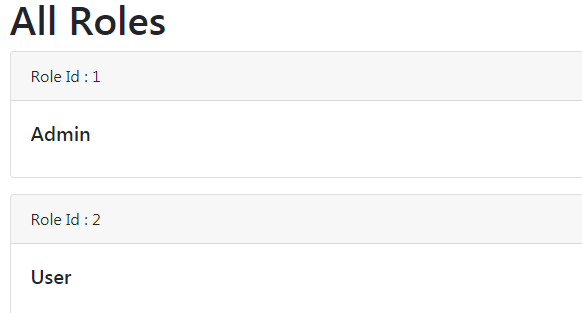 All Roles
Role Id : 1
Admin
Role Id : 2
User